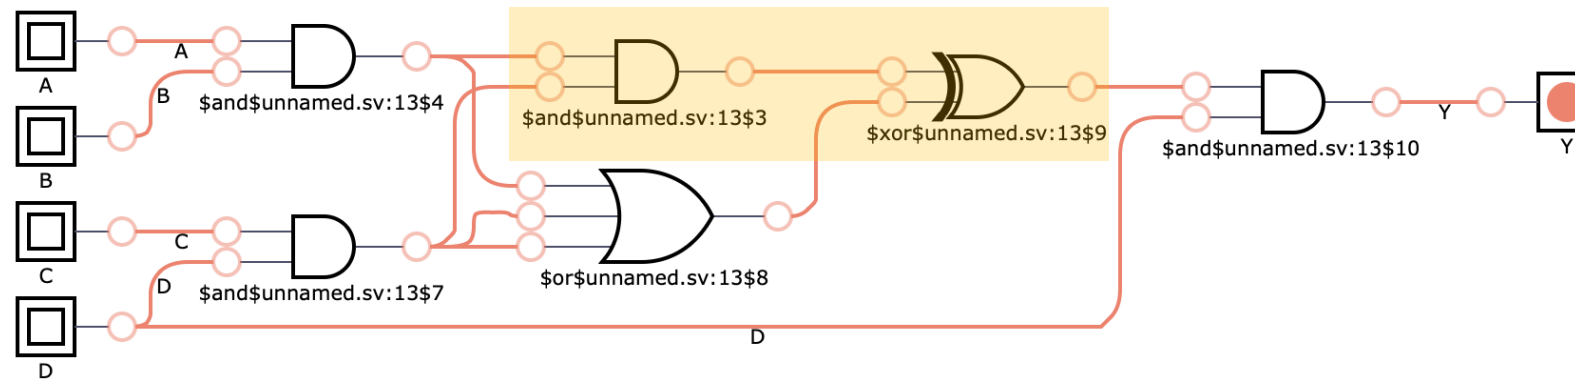 A
A
B
$and$unnamed.sv:13$4
B
$and$unnamed.sv:13$3
$xor$unnamed.sv:13$9
$and$unnamed.sv:13$10
Y
Y
C
C
D
$and$unnamed.sv:13$7
$or$unnamed.sv:13$8
D
D